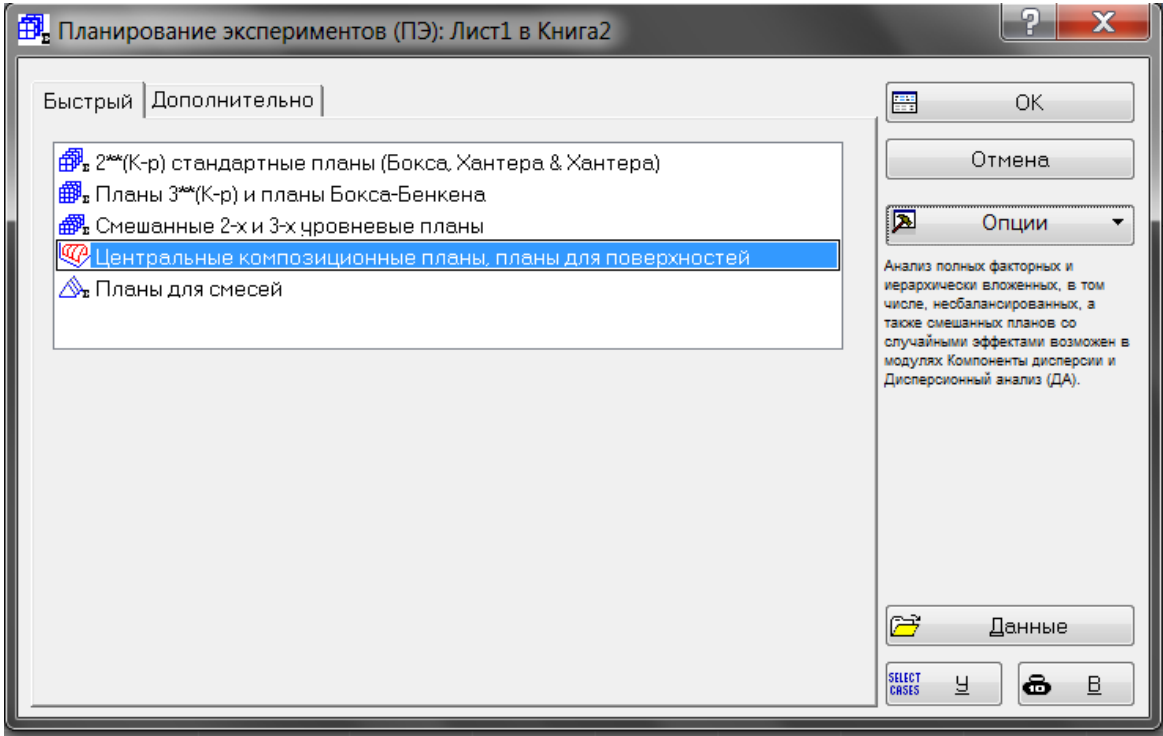 Планирование экспериментов (ПЭ): Лист1 в Книга2
?
X
Быстрый
Дополнительно
2**(K-p) стандартные планы (Бокса, Хантера & Хантера)
Планы 3**(K-p) и планы Бокса-Бенкена
Смешанные 2-х и 3-х уровневые планы
Центральные композиционные планы, планы для поверхностей
Планы для смесей
OK
Отмена
Опции
Анализ полных факторных и
иерархически вложенных, в том
числе, несбалансированных, а
также смешанных планов со
случайными эффектами возможен в
модулях Компоненты дисперсии и
Дисперсионный анализ (ДА).
Данные
SELECT
CASES
У
В